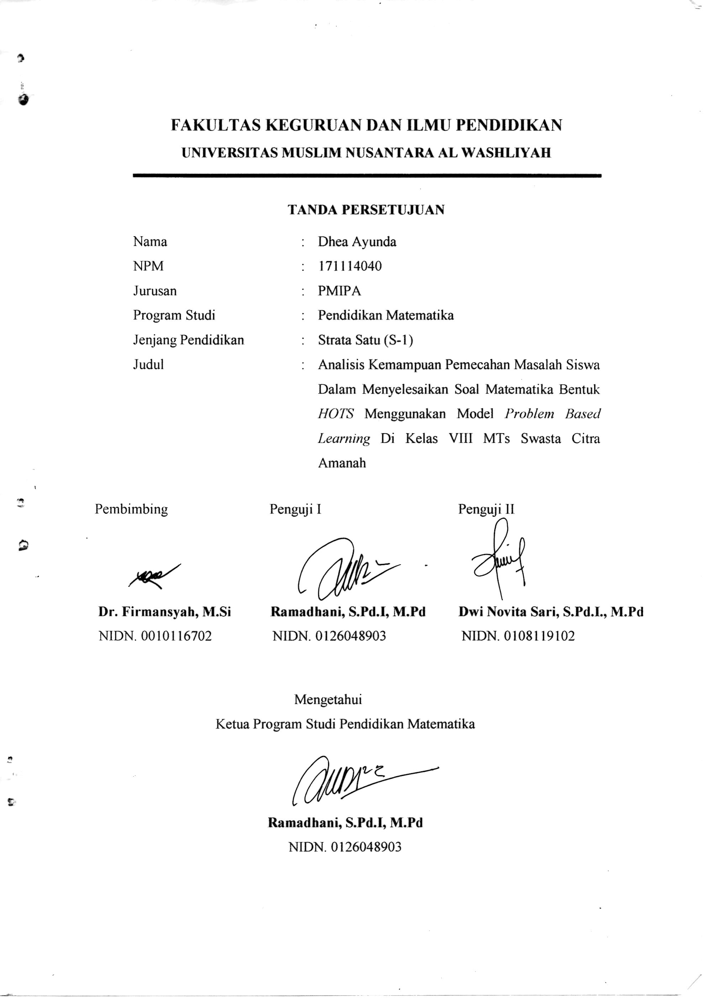 FAKULTAS KEGURUAN DAN ILMU PENDIDIKAN
UNIVERSITAS MUSLIM NUSANTARA AL WASHLIYAH
TANDA PERSETUJUAN
Nama : Dhea Ayunda
NPM : 171114040
Jurusan : PMIPA
Program Studi : Pendidikan Matematika
Jenjang Pendidikan : Strata Satu (S-1)
Judul : Analisis Kemampuan Pemecahan Masalah Siswa
Dalam Menyelesaikan Soal Matematika Bentuk
HOTS Menggunakan Model Problem Based
Learning Di Kelas VIII MTs Swasta Citra
Amanah
Pembimbing Penguji I Penguji II
Dr. Firmansyah, M.Si Ramadhani, S.Pd.I, M.Pd Dwi Novita Sari, S.Pd.I., M.Pd
NIDN. 0010116702 NIDN. 0126048903 NIDN. 0108119102
Mengetahui
Ketua Program Studi Pendidikan Matematika
Ramadhani, S.Pd.I, M.Pd
NIDN. 0126048903